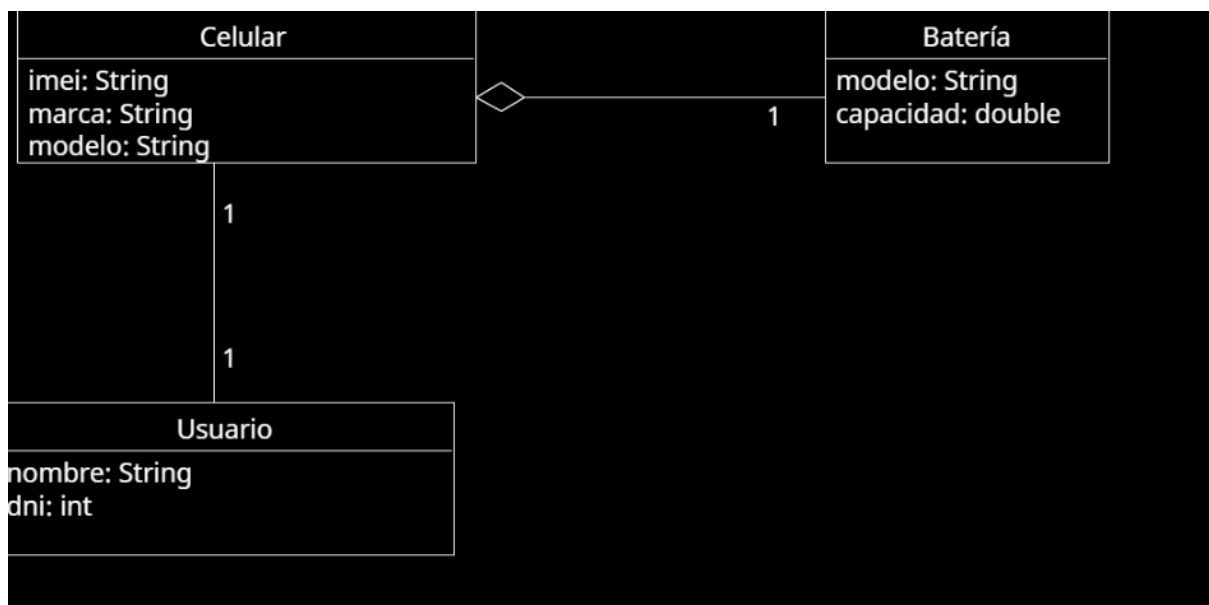 Celular
imei: String
marca: String
modelo: String
Batería
modelo: String
capacidad: double
1
1
1
Usuario
nombre: String
dni: int